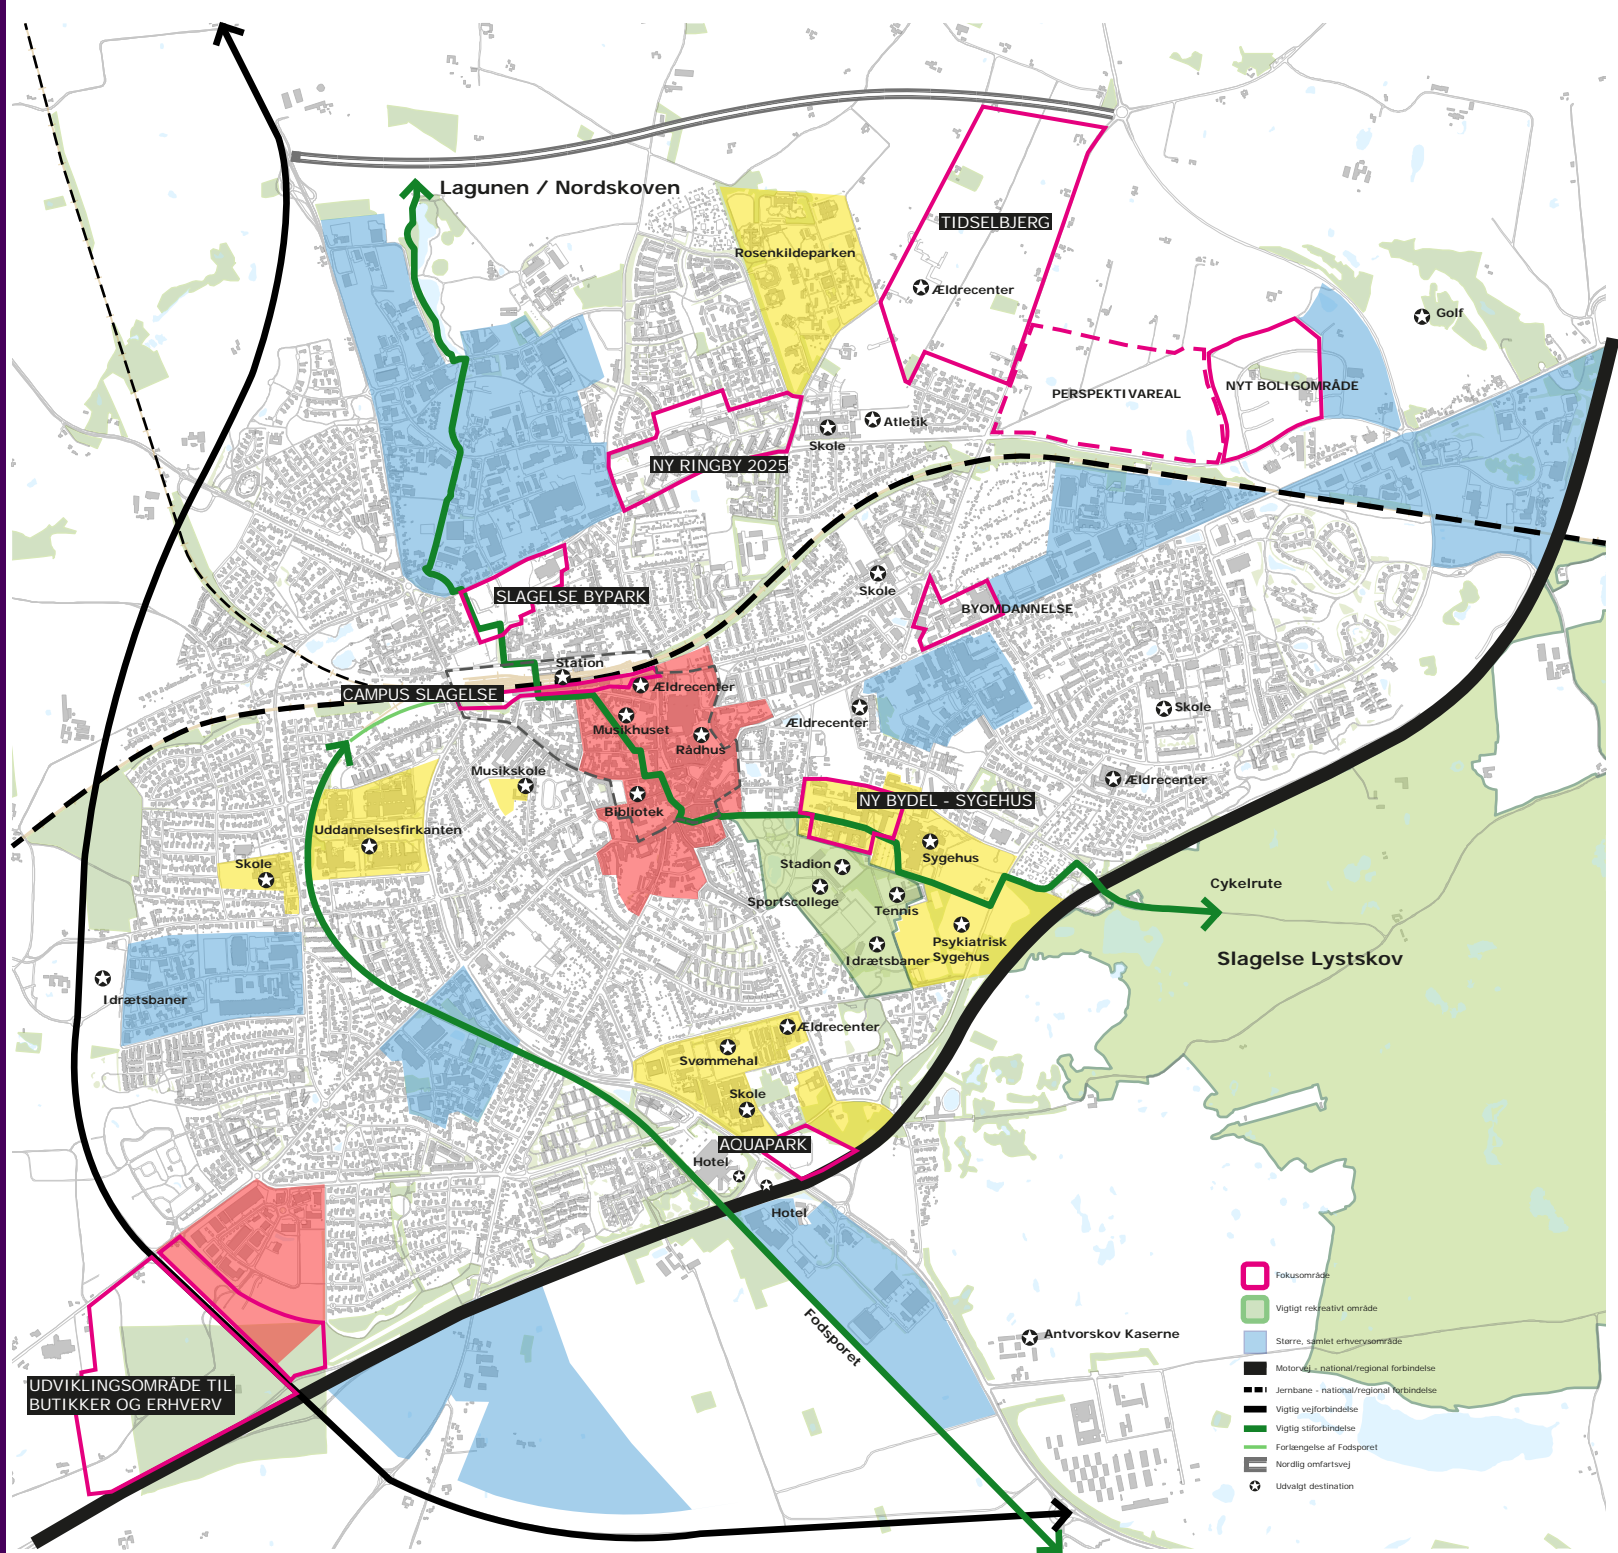 Lagunen / Nordskoven
Rosenkildeparken
TIDSELBJERG
Ældrecenter
Golf
PERSPEKTIVAREAL
NYT BOLIGOMRÅDE
Atletik
Skole
NY RINGBY 2025
Skole
SLAGELSE BYPARK
BYOMDANNELSE
Station
CAMPUS SLAGELSE
Ældrecenter
Musikhuset
Rådhus
Ældrecenter
Skole
Musikskole
Ældrecenter
Bibliotek
NY BYDEL - SYGEHUS
Uddannelsesfirkanten
Skole
Stadion
Sygehus
Sportscollege
Tennis
Cykelrute
Psykiatrisk
Sygehus
Idrætsbaner
Slagelse Lystskov
Idrætsbaner
Ældrecenter
Svømmehal
Skole
AQUAPARK
Hotel
Hotel
Fodsporet
Antvorskov Kaserne
UDVIKLINGSOMRÅDE TIL
BUTIKKER OG ERHVERV
Fokusområde
Vigtigt rekreativt område
Større, samlet erhvervsområde
Motorvej - national/regional forbindelse
Jernbane - national/regional forbindelse
Vigtig vejforbindelse
Vigtig stiforbindelse
Forlængelse af Fodsporet
Nordlig omfartsvej
Udvalgt destination